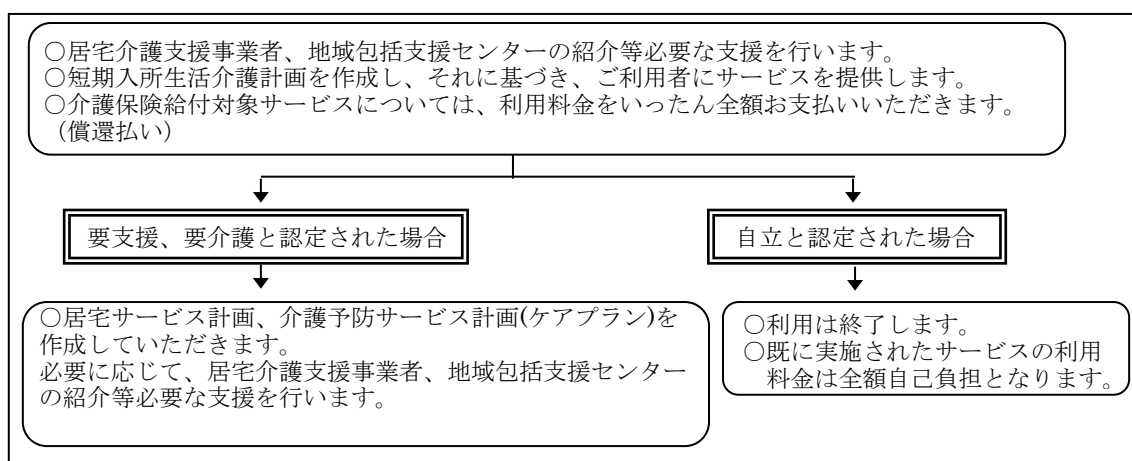 ○居宅介護支援事業者、地域包括支援センターの紹介等必要な支援を行います。
○短期入所生活介護計画を作成し、それに基づき、ご利用者にサービスを提供します。
○介護保険給付対象サービスについては、利用料金をいったん全額お支払いいただきます。
（償還払い）
要支援、要介護と認定された場合
自立と認定された場合
○居宅サービス計画、介護予防サービス計画(ケアプラン)を
作成していただきます。
必要に応じて、居宅介護支援事業者、地域包括支援センター
の紹介等必要な支援を行います。
○利用は終了します。
○既に実施されたサービスの利用
料金は全額自己負担となります。